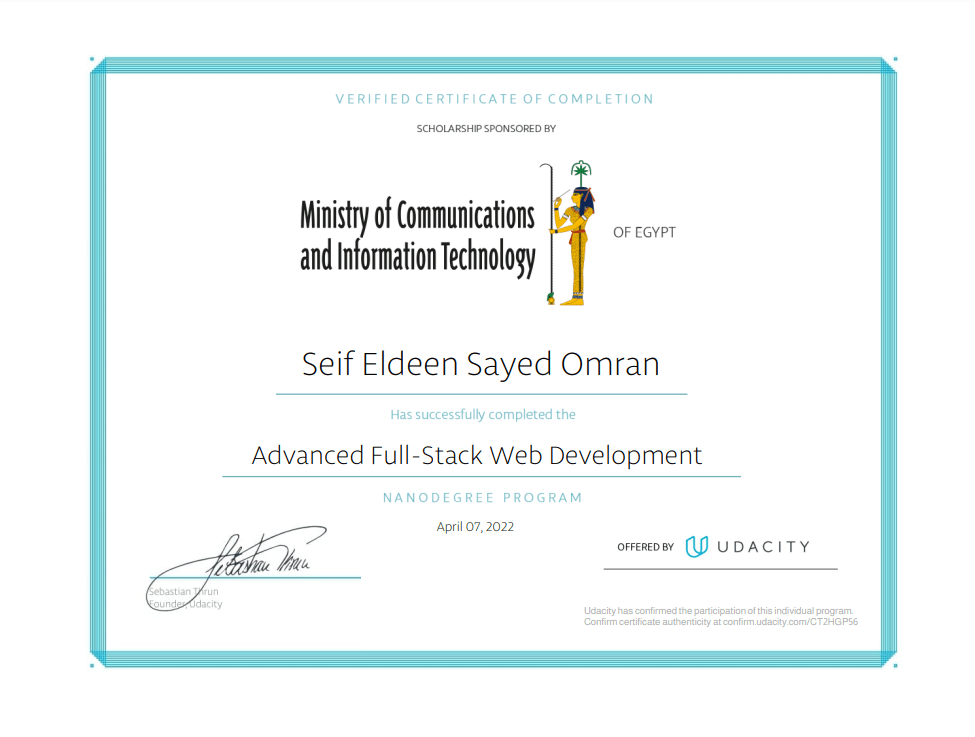 VERIFIED CERTIFICATE OF COMPLETION
SCHOLARSHIP SPONSORED BY
Ministry of Communications
and Information Technology
OF EGYPT
Seif Eldeen Sayed Omran
Has successfully completed the
Advanced Full-Stack Web Development
NANODEGREE PROGRAM
April 07, 2022
Sebastian Thrun
Sebastian Thrun
Founder, Udacity
OFFERED BY UDACITY
Udacity has confirmed the participation of this individual program.
Confirm certificate authenticity at confirm.udacity.com/CT2HGP56